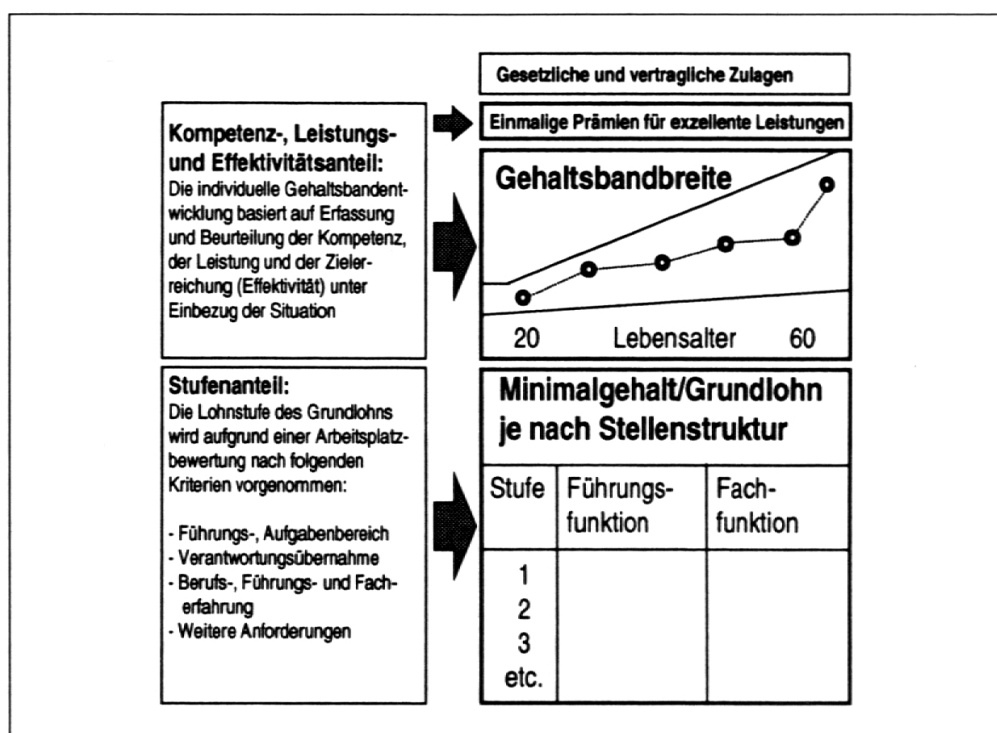 Gesetzliche und vertragliche Zulagen
Einmalige Prämien für exzellente Leistungen
Kompetenz-, Leistungs-
und Effektivitätsanteil:
Die individuelle Gehaltsbandent-
wicklung basiert auf Erfassung
und Beurteilung der Kompetenz,
der Leistung und der Zieler-
reichung (Effektivität) unter
Einbezug der Situation
Gehaltsbandbreite
20 Lebensalter 60
Stufenanteil:
Die Lohnstufe des Grundlohns
wird aufgrund einer Arbeitsplatz-
bewertung nach folgenden
Kriterien vorgenommen:
- Führungs-, Aufgabenbereich
- Verantwortungsübernahme
- Berufs-, Führungs- und Fach-
erfahrung
- Weitere Anforderungen
Minimalgehalt/Grundlohn
je nach Stellenstruktur
Stufe Führungs- Fach-
funktion funktion
1
2
3
etc.